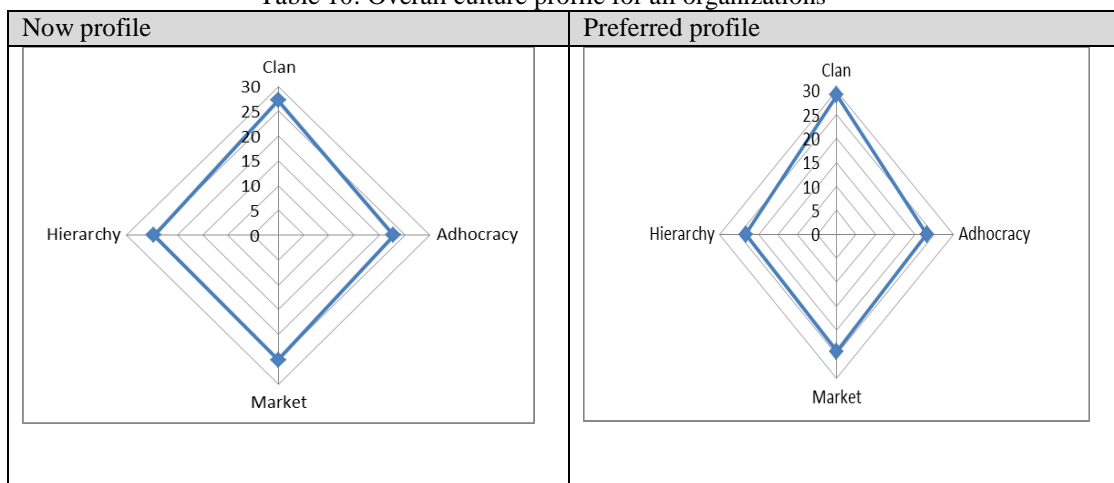 Table 10: Overall culture profile for all organizations
Now profile
Preferred profile
Clan
30
25
20
15
10
5
0
Hierarchy
Adhocracy
Market
Clan
30
25
20
15
10
5
0
Hierarchy
Adhocracy
Market